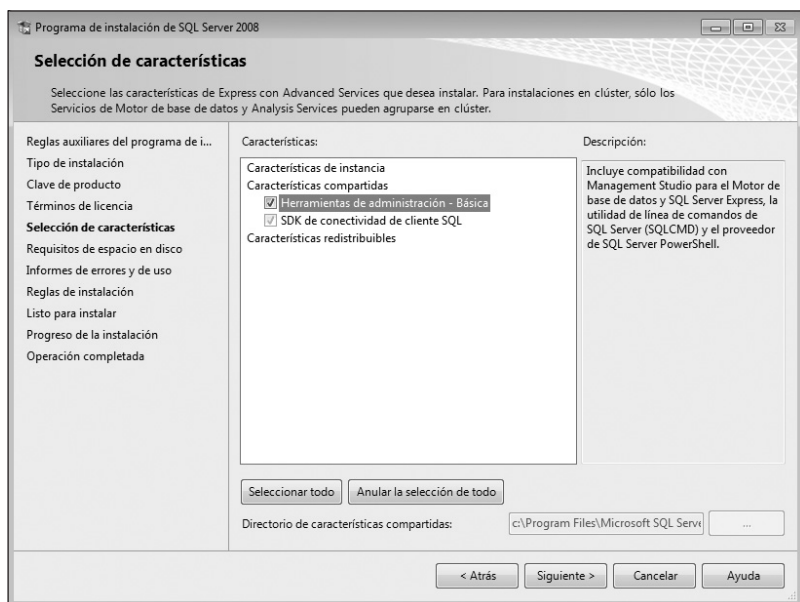 Programa de instalación de SQL Server 2008
Selección de características
Seleccione las características de Express con Advanced Services que desea instalar. Para instalaciones en clúster, sólo los
Servicios de Motor de base de datos y Analysis Services pueden agruparse en clúster.
Reglas auxiliares del programa de i...
Tipo de instalación
Clave de producto
Términos de licencia
Selección de características
Requisitos de espacio en disco
Informes de errores y de uso
Reglas de instalación
Listo para instalar
Progreso de la instalación
Operación completada
Características:
Características de instancia
Características compartidas
Herramientas de administración - Básica
SDK de conectividad de cliente SQL
Características redistribuibles
Descripción:
Incluye compatibilidad con
Management Studio para el Motor de
base de datos y SQL Server Express, la
utilidad de línea de comandos de
SQL Server (SQLCMD) y el proveedor
de SQL Server PowerShell.
Seleccionar todo
Anular la selección de todo
Directorio de características compartidas:
c:\Program Files\Microsoft SQL Serve
...
< Atrás
Siguiente >
Cancelar
Ayuda